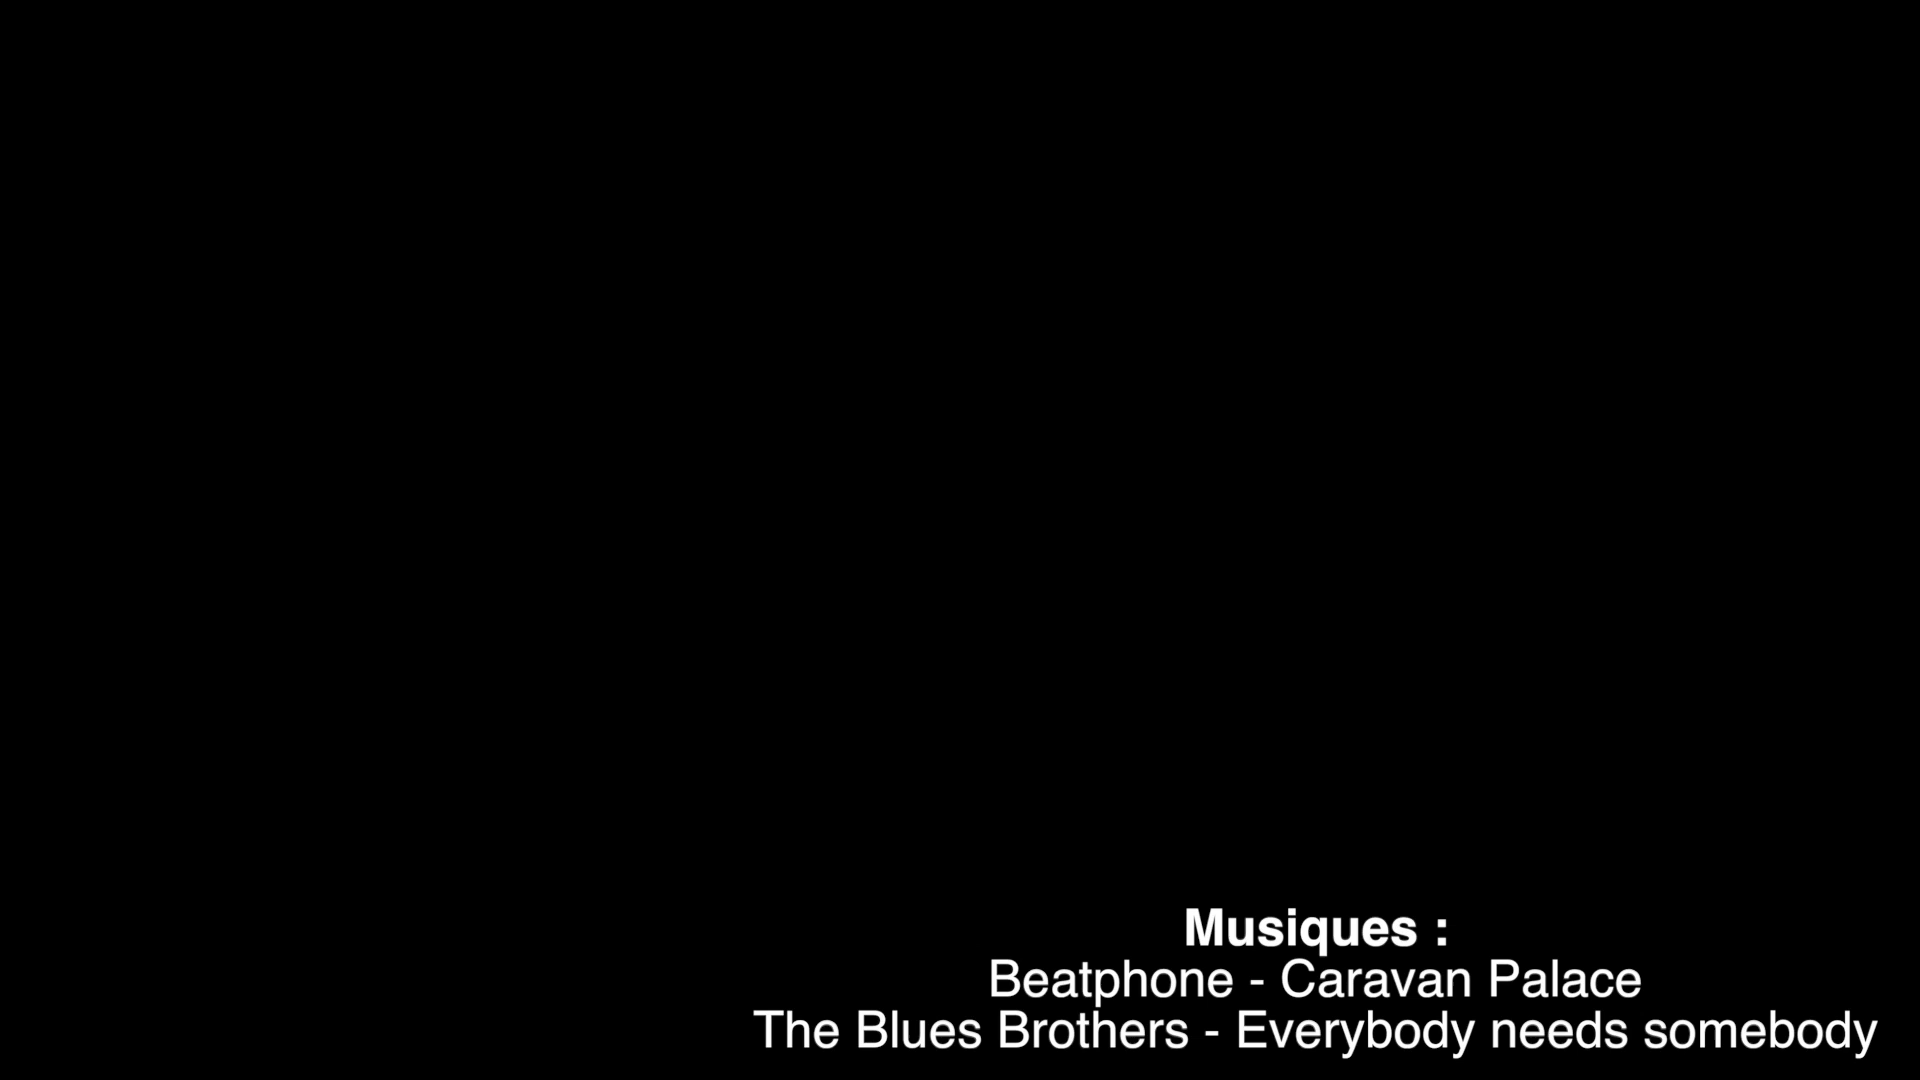 Musiques :
Beatphone - Caravan Palace
The Blues Brothers - Everybody needs somebody